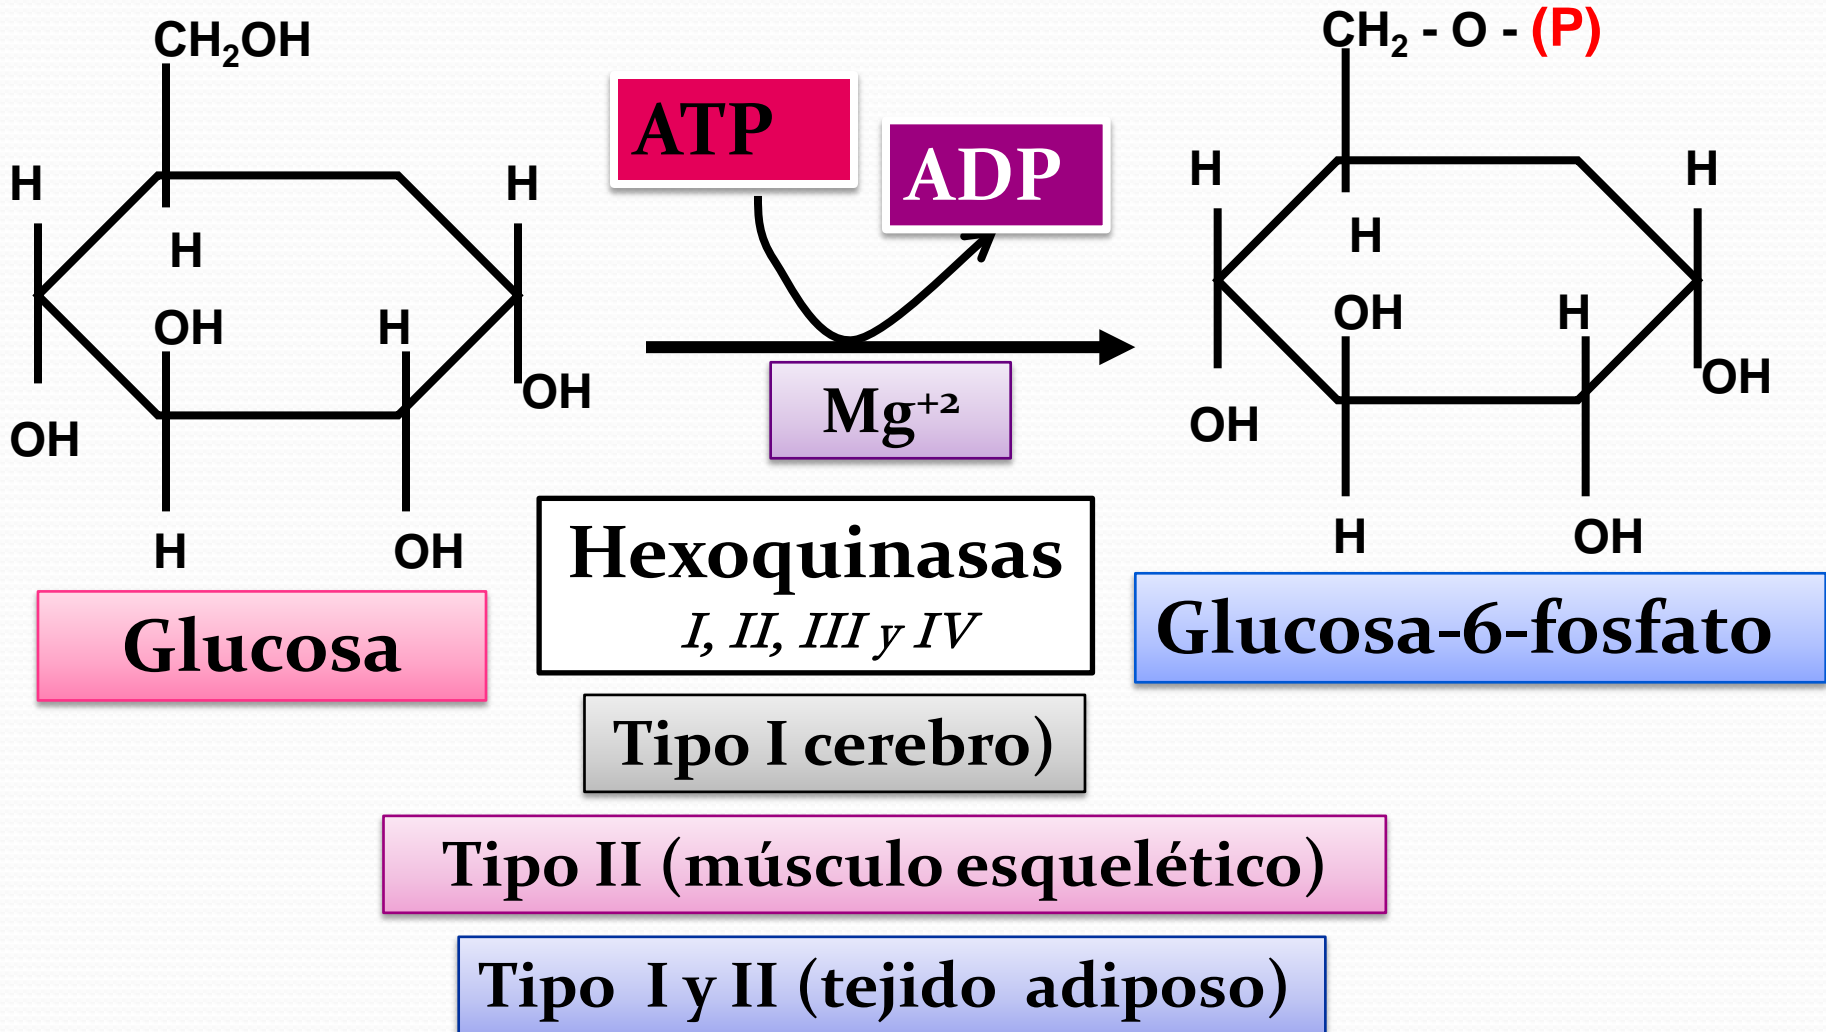 CH2OH
H
H
H
OH
H
OH
OH
H
OH
Glucosa
ATP
ADP
Mg+2
Hexoquinasas
I, II, III y IV
CH2 - O - (P)
H
H
H
OH
H
OH
OH
H
OH
Glucosa-6-fosfato
Tipo I cerebro)
Tipo II (músculo esquelético)
Tipo I y II (tejido adiposo)